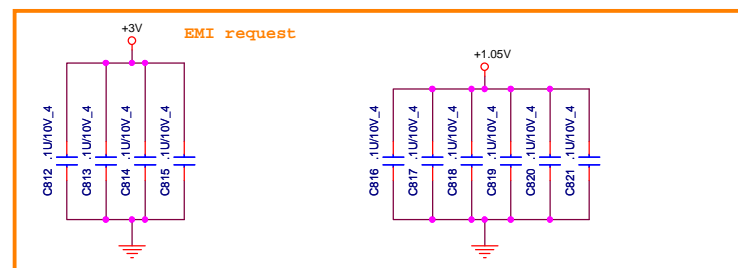 +3V
EMI request
+1.05V
C812 .1U/10V_4
C813 .1U/10V_4
C814 .1U/10V_4
C815 .1U/10V_4
C816 .1U/10V_4
C817 .1U/10V_4
C818 .1U/10V_4
C819 .1U/10V_4
C820 .1U/10V_4
C821 .1U/10V_4